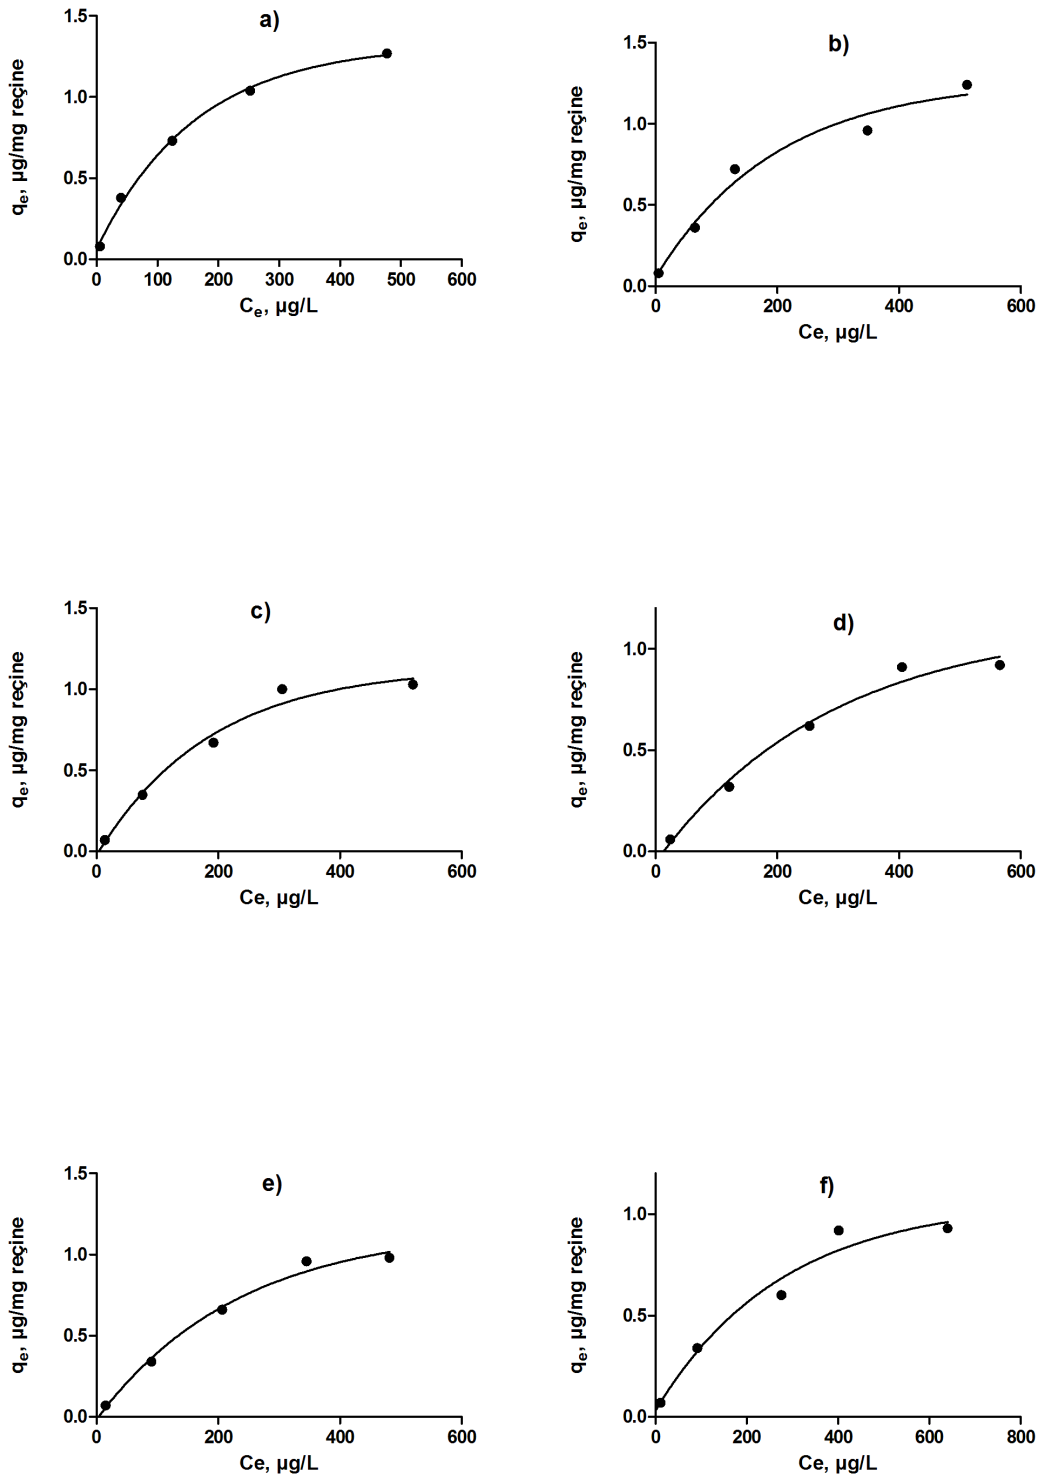 a)
1.5
1.0
0.5
0.0
qe, µg/mg reçine
0 100 200 300 400 500 600
Ce, µg/L
b)
1.5
1.0
0.5
0.0
qe, µg/mg reçine
0 200 400 600
Ce, µg/L
c)
1.5
1.0
0.5
0.0
qe, µg/mg reçine
0 200 400 600
Ce, µg/L
d)
1.0
0.5
0.0
qe, µg/mg reçine
0 200 400 600
Ce, µg/L
e)
1.5
1.0
0.5
0.0
qe, µg/mg reçine
0 200 400 600
Ce, µg/L
f)
1.0
0.5
0.0
qe, µg/mg reçine
0 200 400 600 800
Ce, µg/L